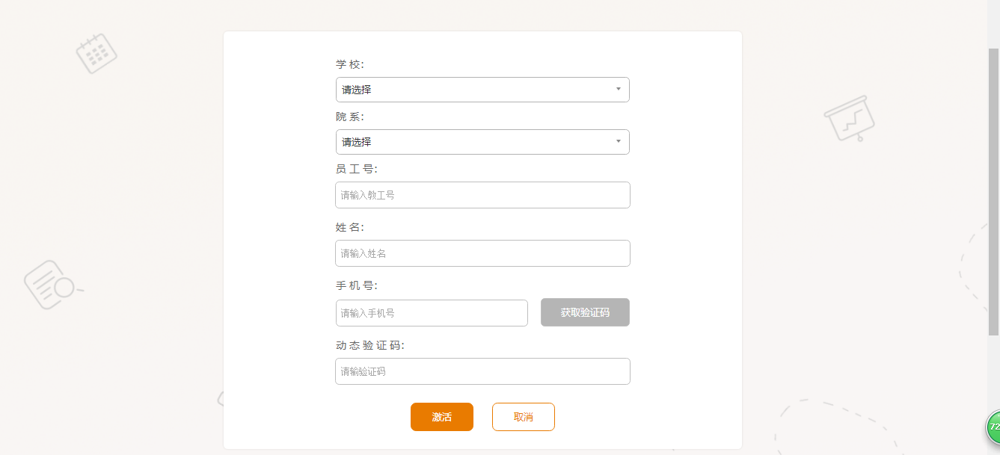 学 校：
请选择
院 系：
请选择
员 工 号：
请输入教工号
姓 名：
请输入姓名
手 机 号：
请输入手机号
获取验证码
动 态 验 证 码：
请输验证码
激活
取消
72